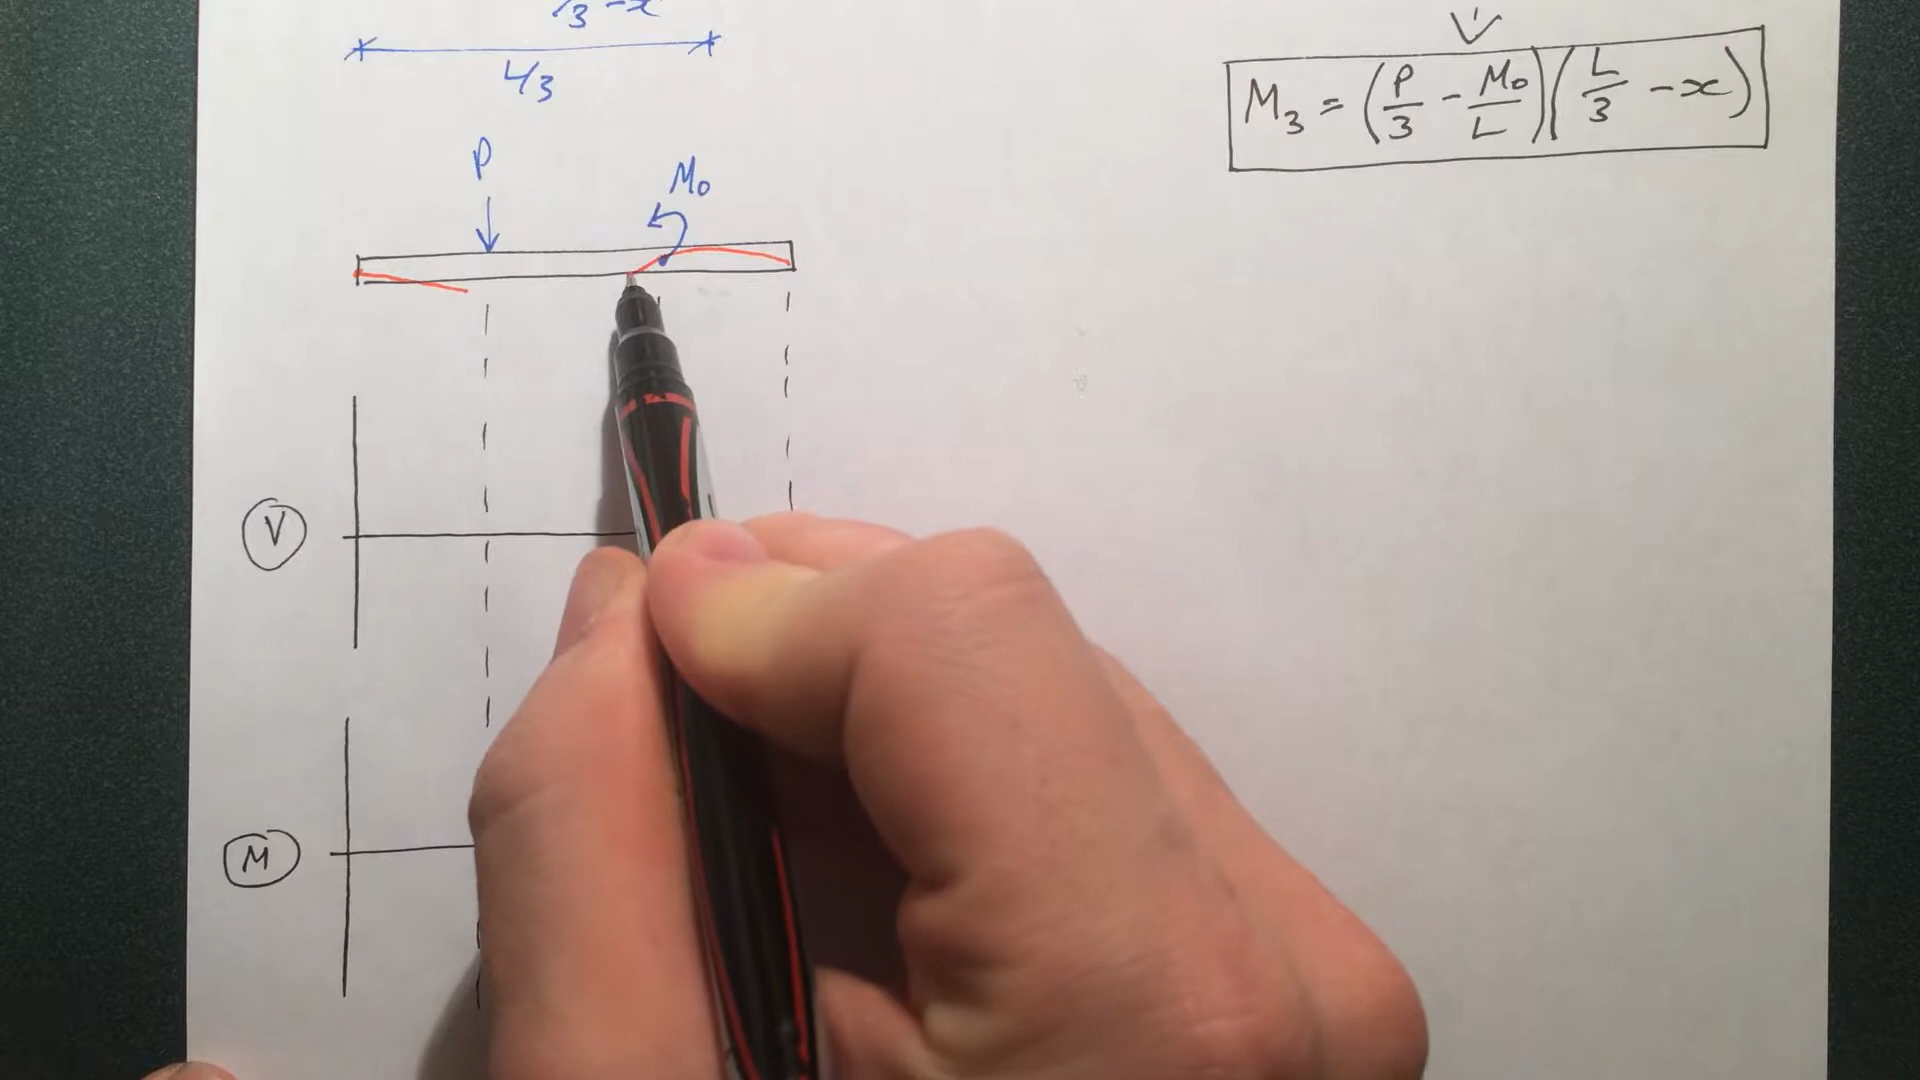 /3 -x
L/3
P
M₀
V
M
M₃ = (P/3 - M₀/L)(L/3 - x)